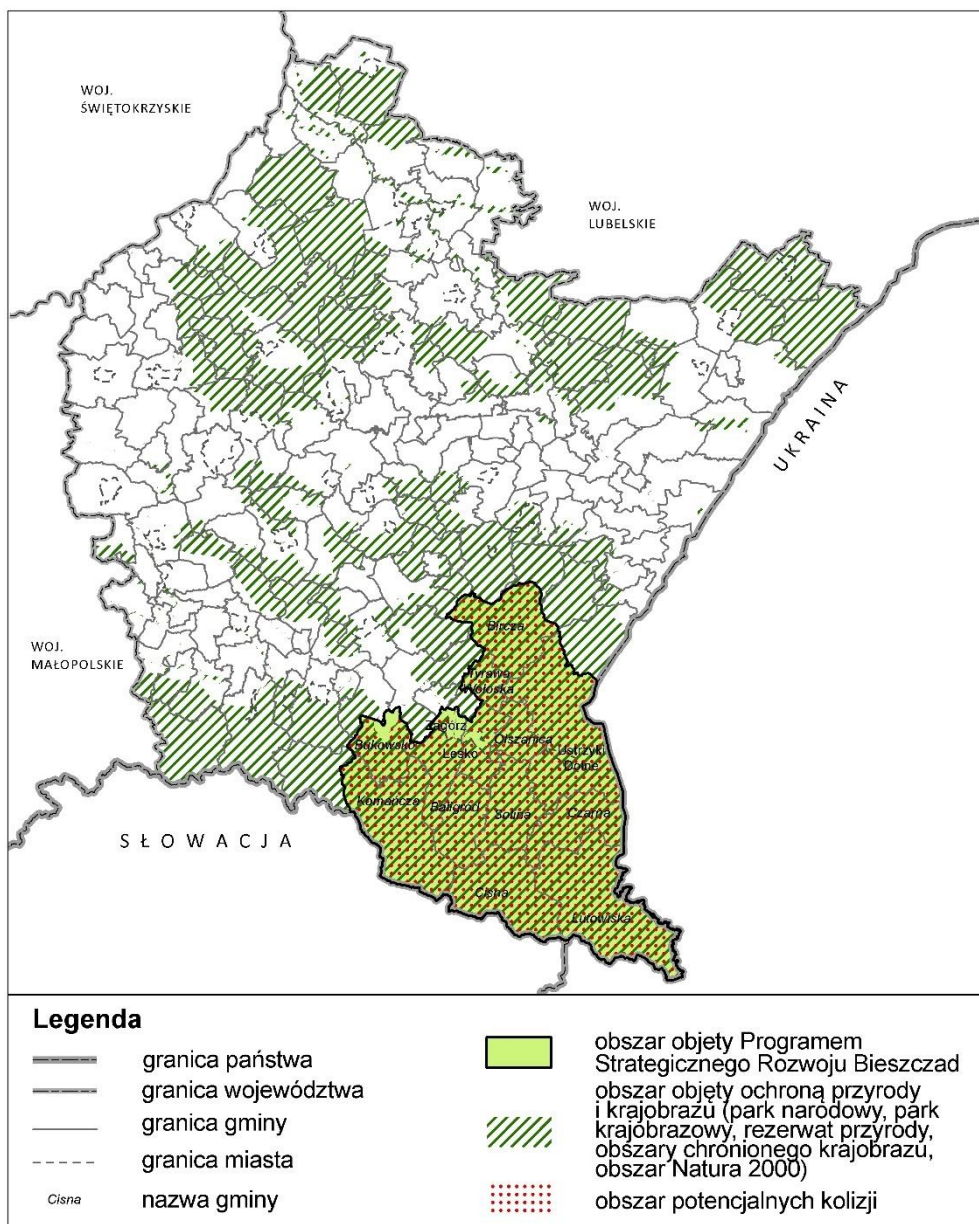 WOJ.
ŚWIĘTOKRZYSKIE
WOJ.
LUBELSKIE
UKRAINA
WOJ.
MAŁOPOLSKIE
SŁOWACJA
Bircza
Tyrawa
Wołoska
Zagórz
Bukowsko
Lesko
Olszanica
Ustrzyki
Dolne
Komańcza
Baligród
Solina
Czarna
Cisna
Lutowiska
Legenda
granica państwa
granica województwa
granica gminy
granica miasta
Cisna nazwa gminy
obszar objety Programem
Strategicznego Rozwoju Bieszczad
obszar objęty ochroną przyrody
i krajobrazu (park narodowy, park
krajobrazowy, rezerwat przyrody,
obszary chronionego krajobrazu,
obszar Natura 2000)
obszar potencjalnych kolizji